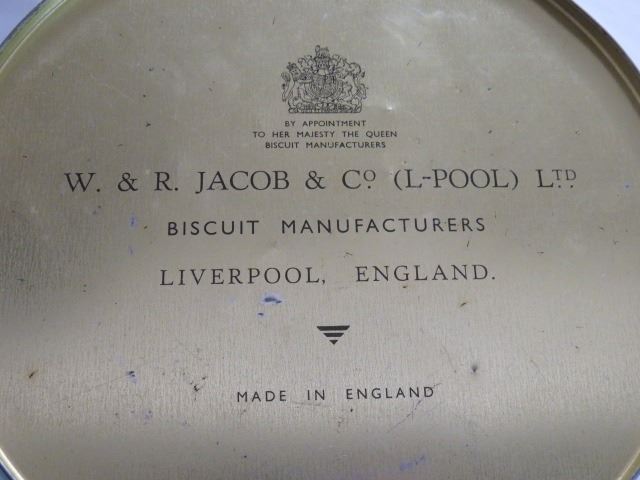 BY APPOINTMENT
TO HER MAJESTY THE QUEEN
BISCUIT MANUFACTURERS
W. & R. JACOB & Cº (L-POOL) LTD.
BISCUIT MANUFACTURERS
LIVERPOOL, ENGLAND.
MADE IN ENGLAND